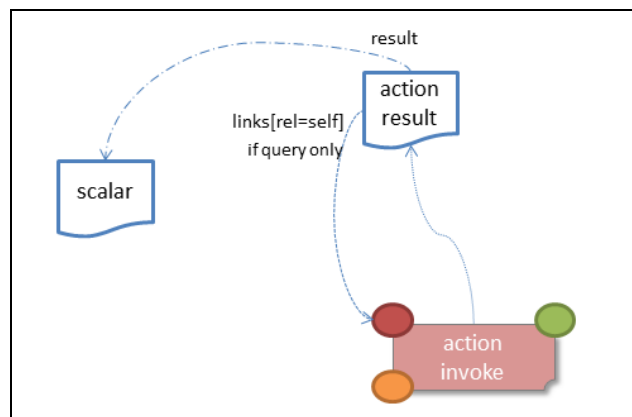 result
action
result
links[rel=self]
if query only
scalar
action
invoke